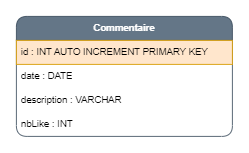 Commentaire
id : INT AUTO INCREMENT PRIMARY KEY
date : DATE
description : VARCHAR
nbLike : INT